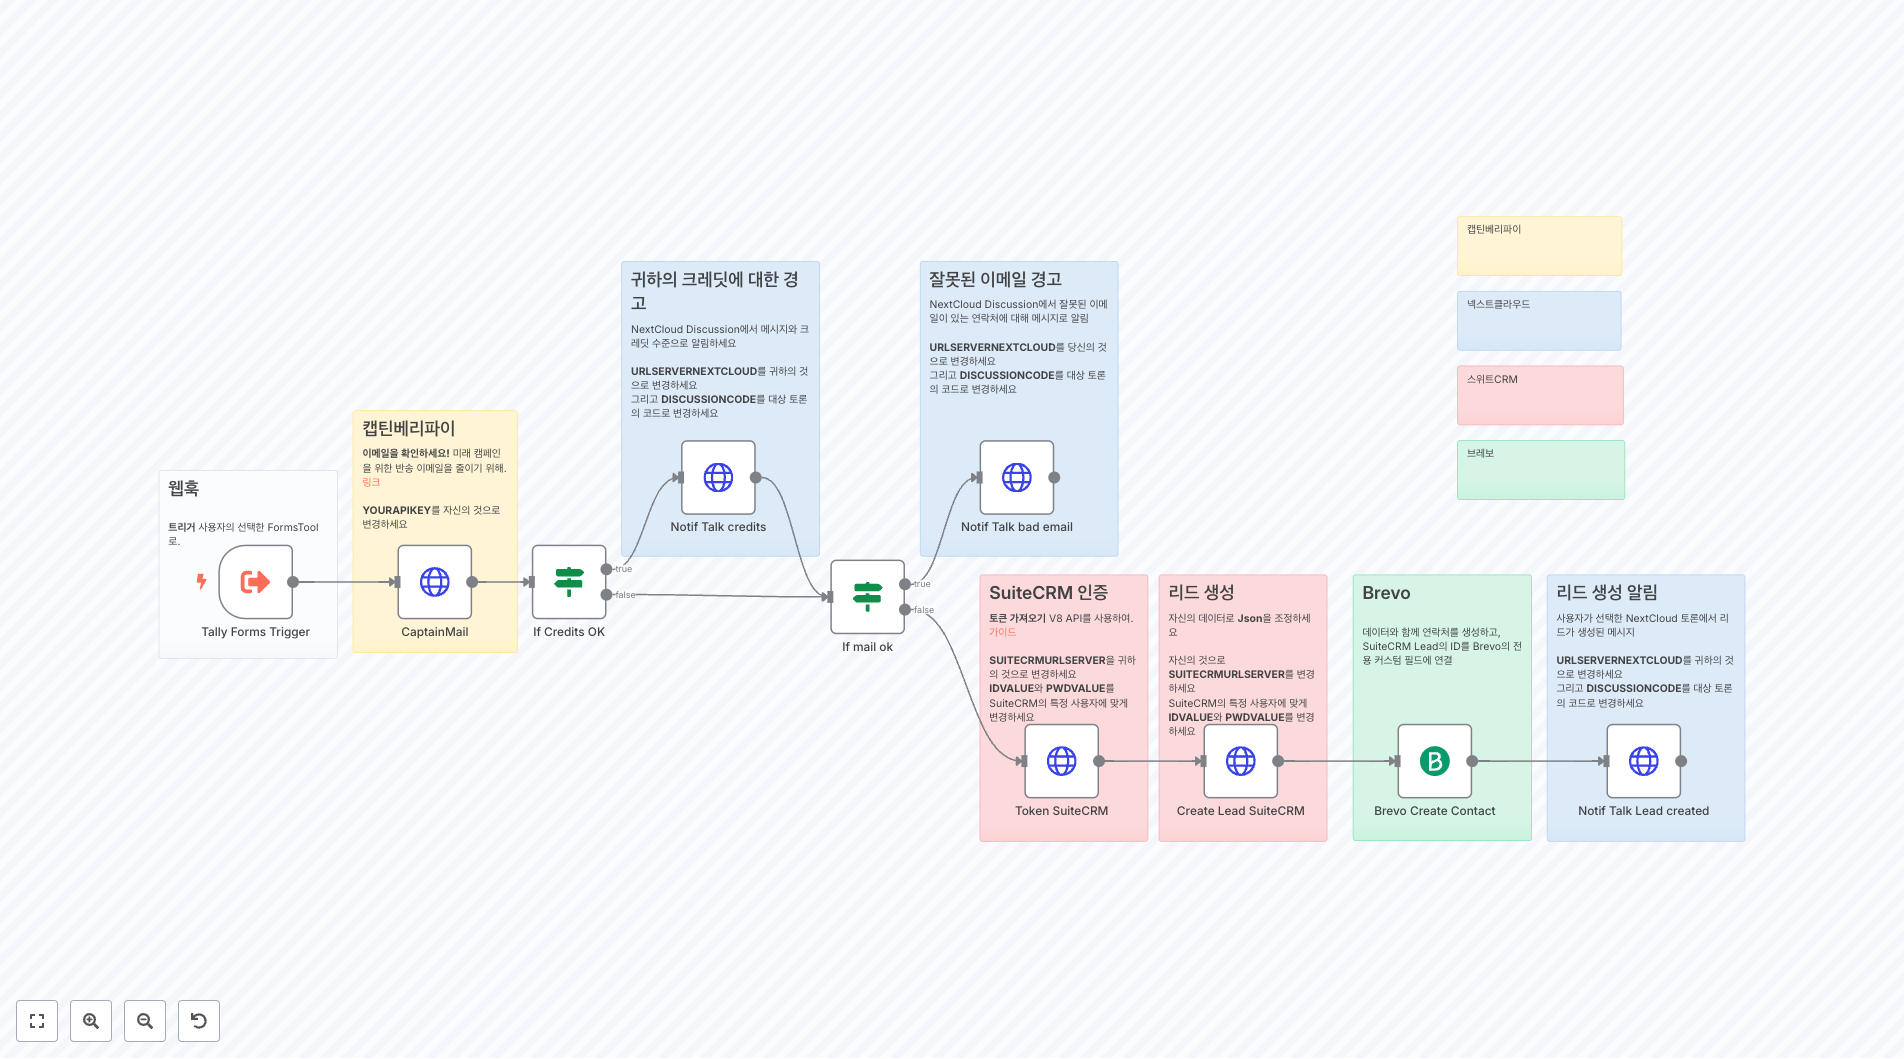 웹훅
트리거 사용자의 선택한 FormsTool
로.
Tally Forms Trigger
캡틴베리파이
이메일을 확인하세요! 미래 캠페인
을 위한 반송 이메일을 줄이기 위해.
링크
YOURAPIKEY를 자신의 것으로
변경하세요
CaptainMail
If Credits OK
true
false
귀하의 크레딧에 대한 경
고
NextCloud Discussion에서 메시지와 크
레딧 수준으로 알림하세요
URLSERVERNEXTCLOUD를 귀하의 것
으로 변경하세요
그리고 DISCUSSIONCODE를 대상 토론
의 코드로 변경하세요
Notif Talk credits
If mail ok
true
false
잘못된 이메일 경고
NextCloud Discussion에서 잘못된 이메
일이 있는 연락처에 대해 메시지로 알림
URLSERVERNEXTCLOUD를 당신의 것
으로 변경하세요
그리고 DISCUSSIONCODE를 대상 토론
의 코드로 변경하세요
Notif Talk bad email
SuiteCRM 인증
토큰 가져오기 V8 API를 사용하여.
가이드
SUITECRMURLSERVER을 귀하
의 것으로 변경하세요
IDVALUE와 PWDVALUE를
SuiteCRM의 특정 사용자에 맞게
변경하세요
Token SuiteCRM
리드 생성
자신의 데이터로 Json을 조정하세
요
자신의 것으로
SUITECRMURLSERVER를 변경
하세요
SuiteCRM의 특정 사용자에 맞게
IDVALUE와 PWDVALUE를 변경
하세요
Create Lead SuiteCRM
Brevo
데이터와 함께 연락처를 생성하고,
SuiteCRM Lead의 ID를 Brevo의 전
용 커스텀 필드에 연결
Brevo Create Contact
리드 생성 알림
사용자가 선택한 NextCloud 토론에서 리
드가 생성된 메시지
URLSERVERNEXTCLOUD를 귀하의 것
으로 변경하세요
그리고 DISCUSSIONCODE를 대상 토론
의 코드로 변경하세요
Notif Talk Lead created
캡틴베리파이
넥스트클라우드
스위트CRM
브레보